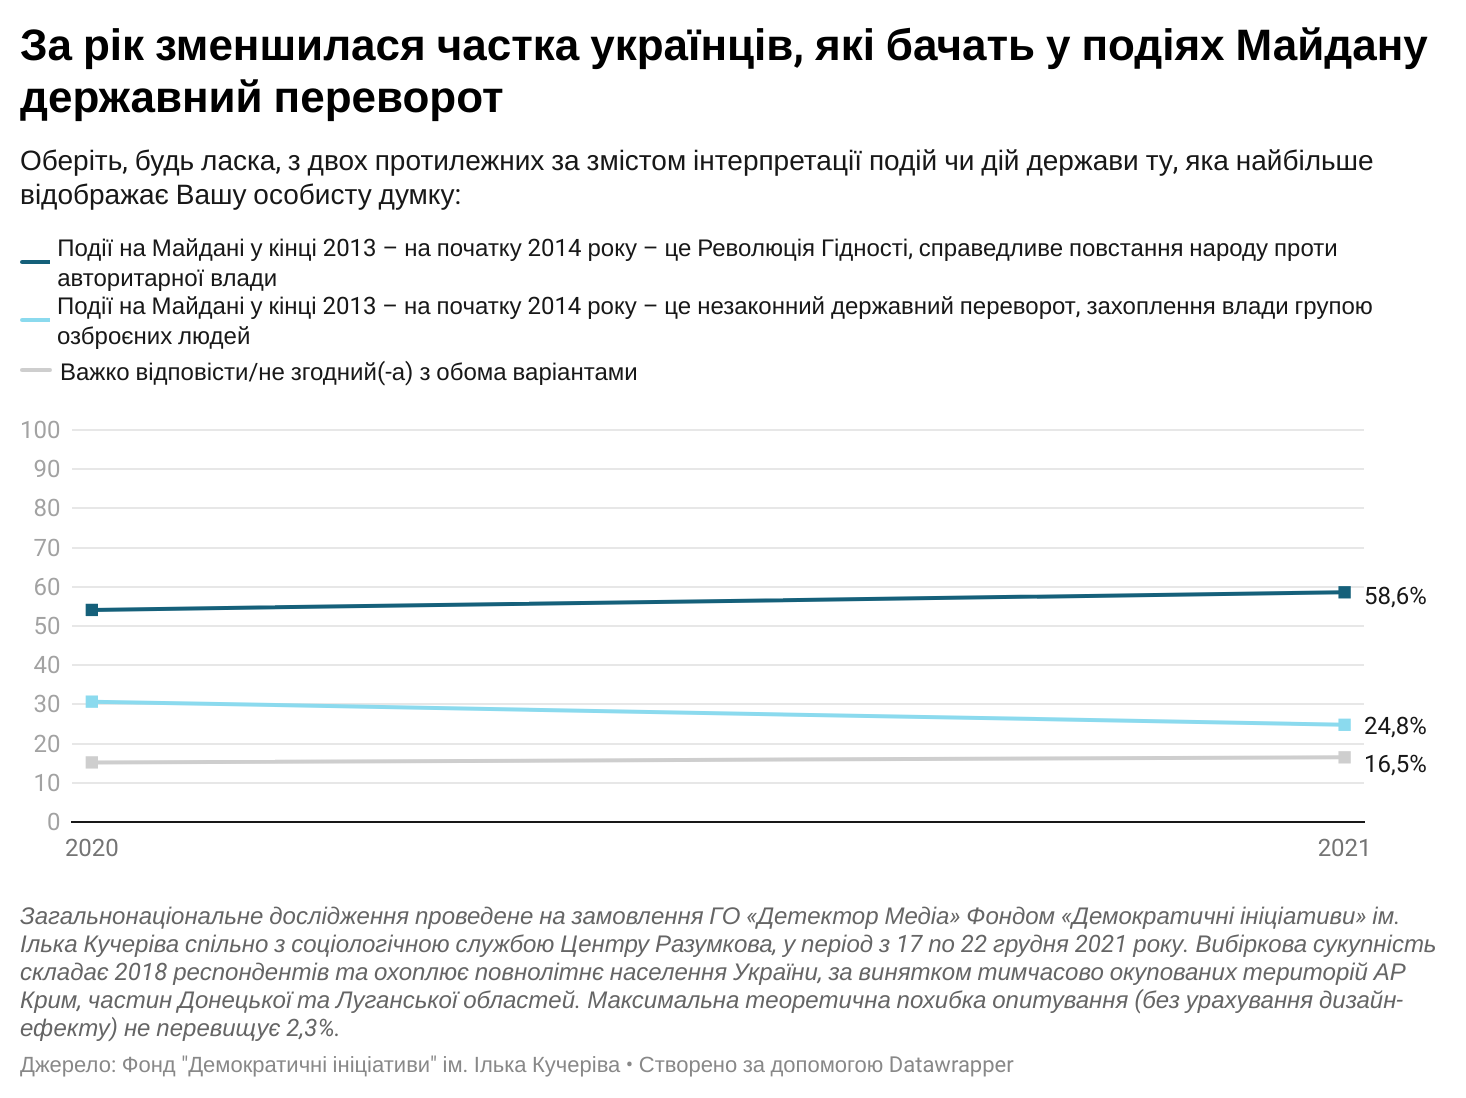 За рік зменшилася частка українців, які бачать у подіях Майдану
державний переворот
Оберіть, будь ласка, з двох протилежних за змістом інтерпретації подій чи дій держави ту, яка найбільше
відображає Вашу особисту думку:
Події на Майдані у кінці 2013 – на початку 2014 року – це Революція Гідності, справедливе повстання народу проти
авторитарної влади
Події на Майдані у кінці 2013 – на початку 2014 року – це незаконний державний переворот, захоплення влади групою
озброєних людей
Важко відповісти/не згодний(-а) з обома варіантами
100
90
80
70
60
50
40
30
20
10
0
58,6%
24,8%
16,5%
2020
2021
Загальнонаціональне дослідження проведене на замовлення ГО «Детектор Медіа» Фондом «Демократичні ініціативи» ім.
Ілька Кучеріва спільно з соціологічною службою Центру Разумкова, у період з 17 по 22 грудня 2021 року. Вибіркова сукупність
складає 2018 респондентів та охоплює повнолітнє населення України, за винятком тимчасово окупованих територій АР
Крим, частин Донецької та Луганської областей. Максимальна теоретична похибка опитування (без урахування дизайн-
ефекту) не перевищує 2,3%.
Джерело: Фонд "Демократичні ініціативи" ім. Ілька Кучеріва • Створено за допомогою Datawrapper